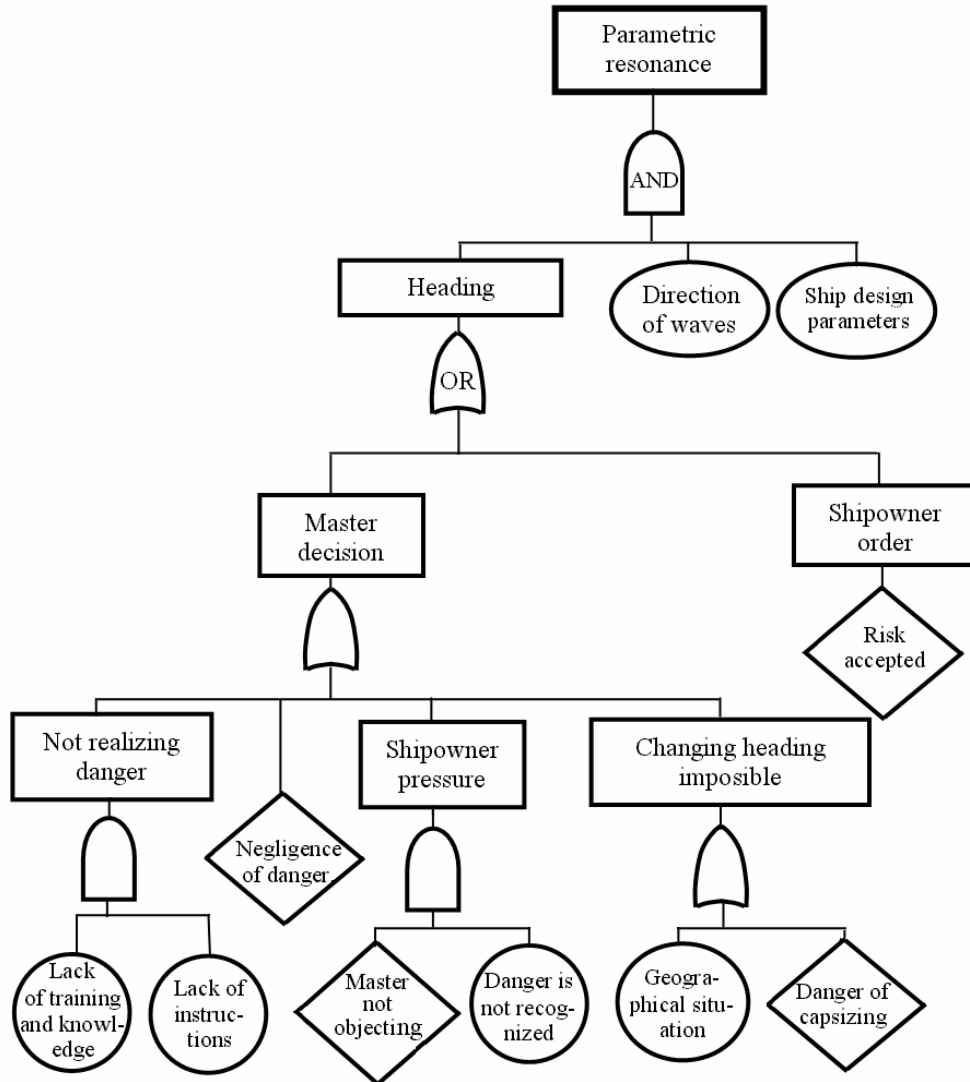 Parametric
resonance
AND
Heading
Direction
of waves
Ship design
parameters
OR
Master
decision
Shipowner
order
Risk
accepted
Not realizing
danger
Shipowner
pressure
Changing heading
imposible
Negligence
of danger.
Lack
of training
and knowl-
edge
Lack of
instruc-
tions
Master
not
objecting
Danger is
not recog-
nized
Geogra-
phical situ-
ation
Danger of
capsizing